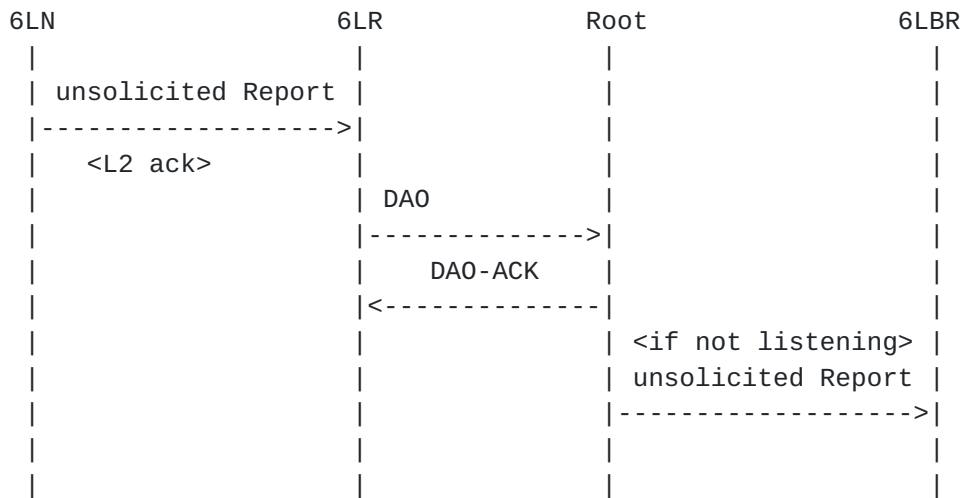 6LN                  6LR             Root                6LBR
 |                    |               |                    |
 | unsolicited Report |               |                    |
 |------------------->|               |                    |
 |   <L2 ack>         |               |                    |
 |                    | DAO           |                    |
 |                    |-------------->|                    |
 |                    |    DAO-ACK    |                    |
 |                    |<--------------|                    |
 |                    |               | <if not listening> |
 |                    |               | unsolicited Report |
 |                    |               |------------------->|
 |                    |               |                    |
 |                    |               |                    |